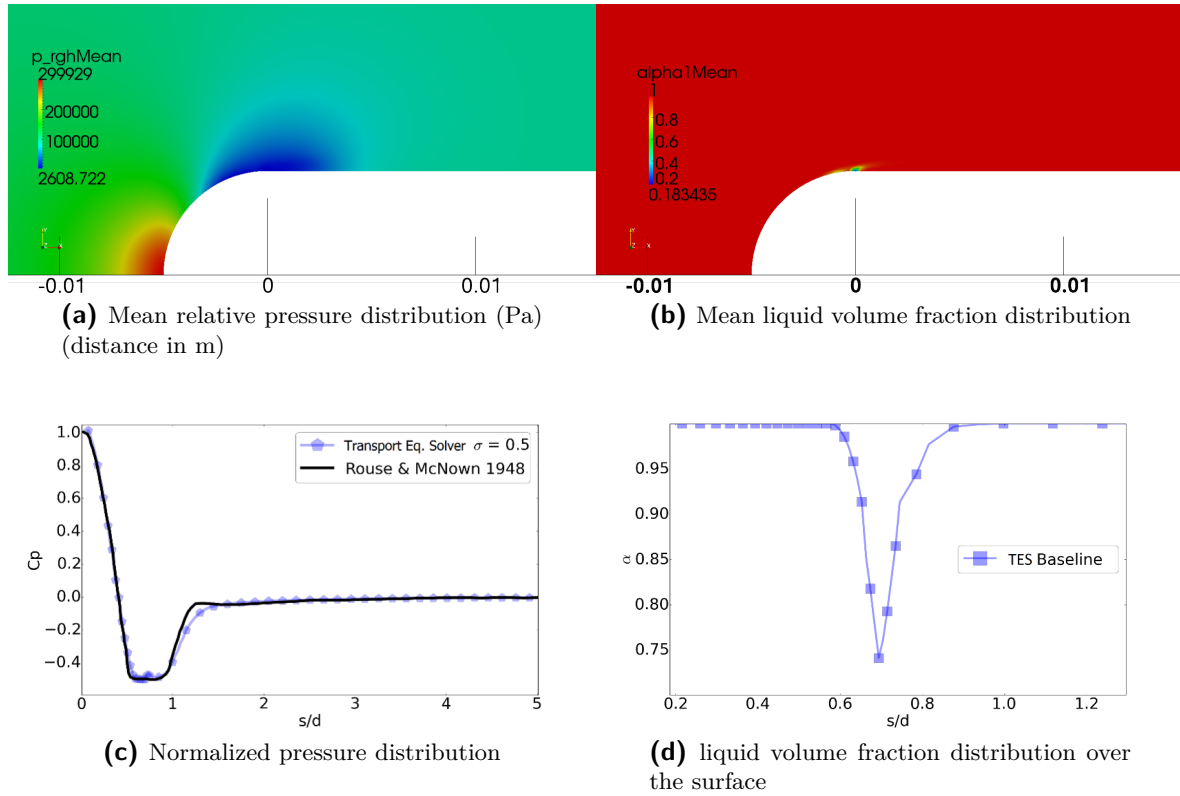 p_rghMean
299929
200000
100000
2608.722
Y
Z X
-0.01 0 0.01
alpha1Mean
1
0.8
0.6
0.4
0.2
0.183435
Y
Z X
-0.01 0 0.01
(a) Mean relative pressure distribution (Pa)
(distance in m)
(b) Mean liquid volume fraction distribution
1.0
0.8
0.6
0.4
0.2
0.0
−0.2
−0.4
Cp
Transport Eq. Solver σ = 0.5
Rouse & McNown 1948
0 1 2 3 4 5
s/d
(c) Normalized pressure distribution
0.95
0.90
0.85
0.80
0.75
α
TES Baseline
0.2 0.4 0.6 0.8 1.0 1.2
s/d
(d) liquid volume fraction distribution over
the surface